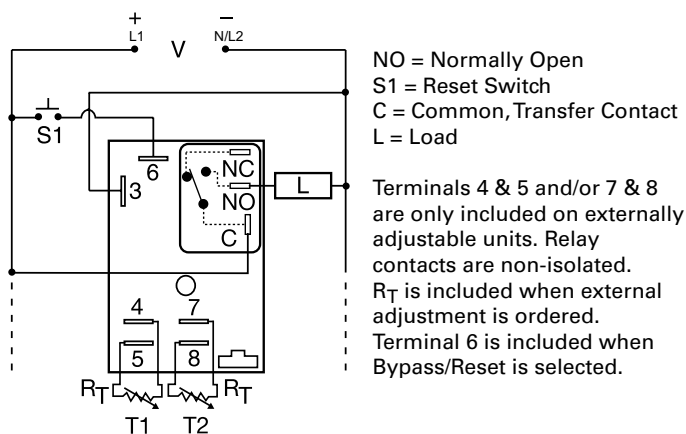 + –
L1 V N/L2
S1
6
3
NC
NO
C
L
4 7
5 8
RT RT
T1 T2
NO = Normally Open
S1 = Reset Switch
C = Common, Transfer Contact
L = Load
Terminals 4 & 5 and/or 7 & 8
are only included on externally
adjustable units. Relay
contacts are non-isolated.
RT is included when external
adjustment is ordered.
Terminal 6 is included when
Bypass/Reset is selected.